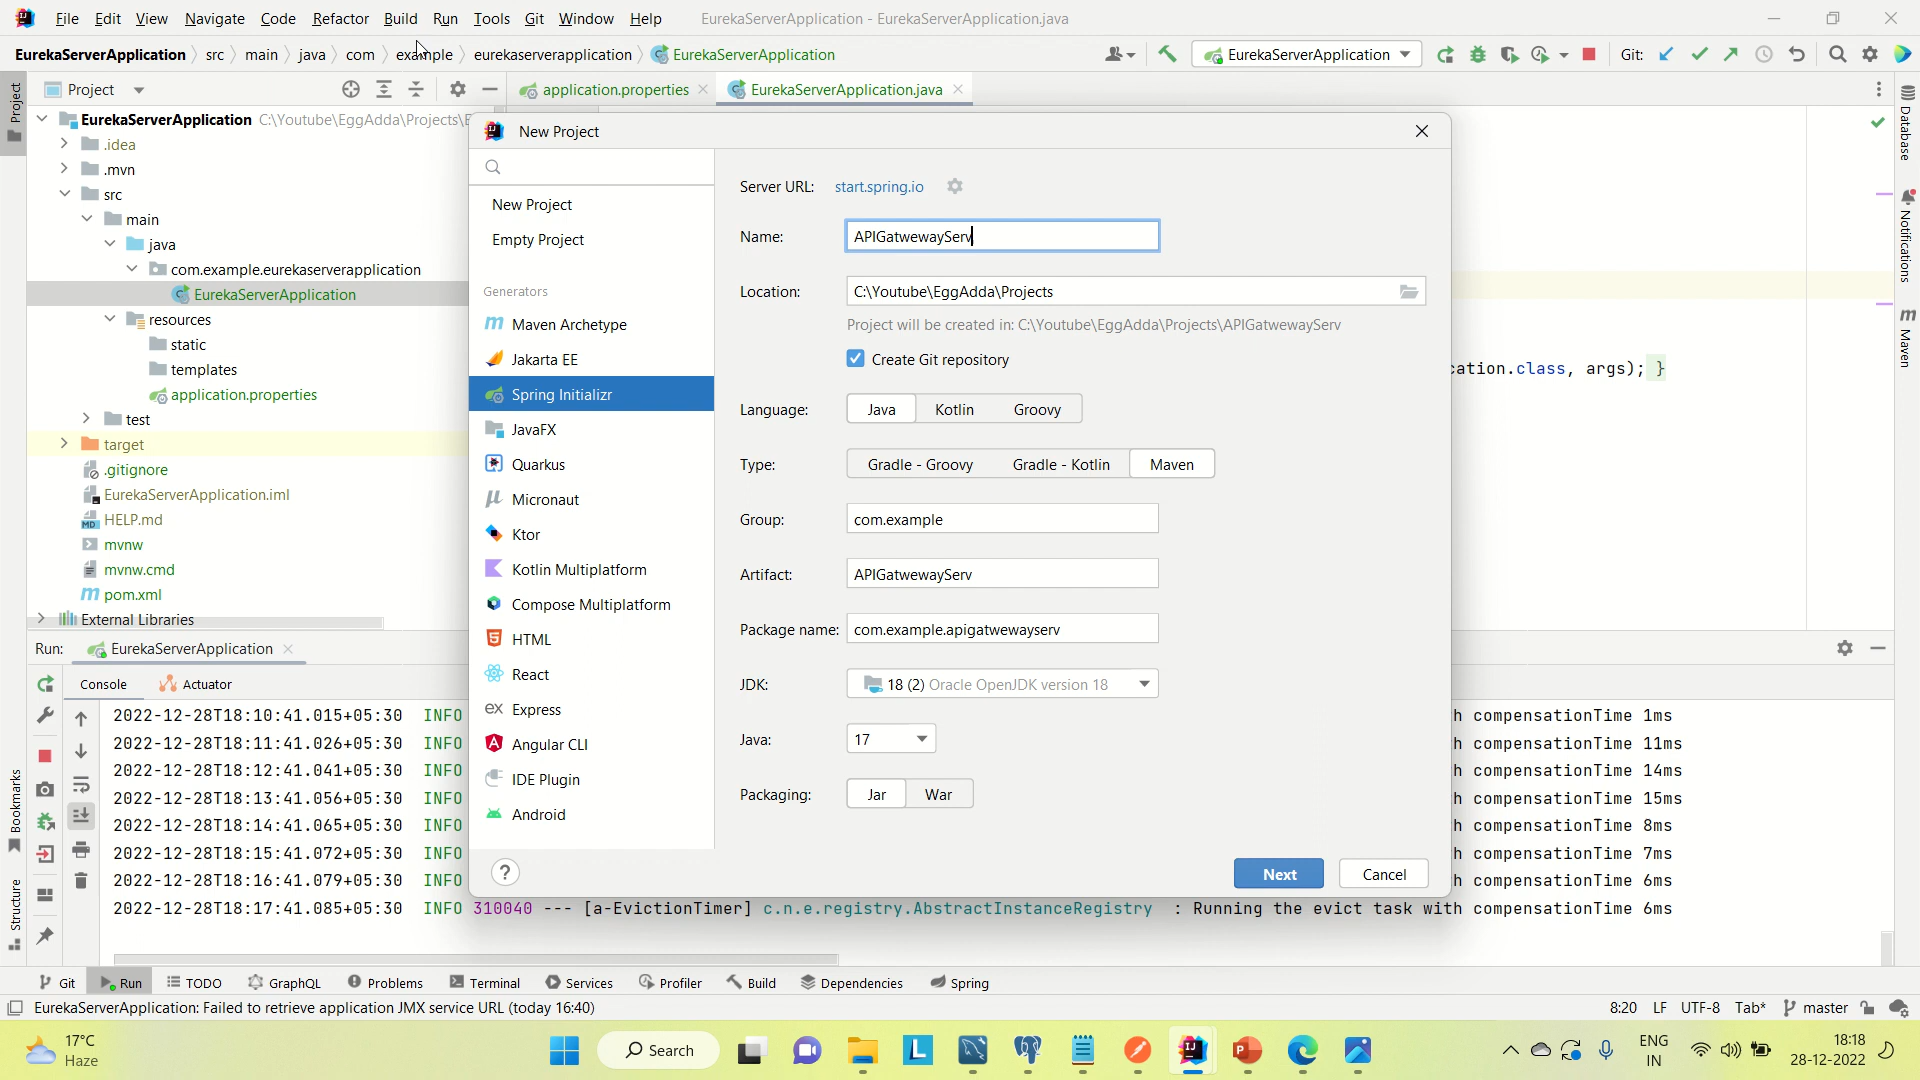 File Edit View Navigate Code Refactor Build Run Tools Git Window Help EurekaServerApplication - EurekaServerApplication.java
EurekaServerApplication src main java com example eurekaserverapplication EurekaServerApplication EurekaServerApplication Git:
Project application.properties EurekaServerApplication.java
EurekaServerApplication C:\Youtube\EggAdda\Projects\E
.idea
.mvn
src
main
java
com.example.eurekaserverapplication
EurekaServerApplication
resources
static
templates
application.properties
test
target
.gitignore
EurekaServerApplication.iml
HELP.md
mvnw
mvnw.cmd
pom.xml
External Libraries
Project
Bookmarks
Structure
Database
Notifications
Maven
New Project
New Project
Empty Project
Generators
Maven Archetype
Jakarta EE
Spring Initializr
JavaFX
Quarkus
Micronaut
Ktor
Kotlin Multiplatform
Compose Multiplatform
HTML
React
Express
Angular CLI
IDE Plugin
Android
Server URL: start.spring.io
Name: APIGatwewayServ
Location: C:\Youtube\EggAdda\Projects
Project will be created in: C:\Youtube\EggAdda\Projects\APIGatwewayServ
Create Git repository
Language: Java Kotlin Groovy
Type: Gradle - Groovy Gradle - Kotlin Maven
Group: com.example
Artifact: APIGatwewayServ
Package name: com.example.apigatwewayserv
JDK: 18 (2) Oracle OpenJDK version 18
Java: 17
Packaging: Jar War
? Next Cancel
cation.class, args); }
Run: EurekaServerApplication
Console Actuator
2022-12-28T18:10:41.015+05:30 INFO h compensationTime 1ms
2022-12-28T18:11:41.026+05:30 INFO h compensationTime 11ms
2022-12-28T18:12:41.041+05:30 INFO h compensationTime 14ms
2022-12-28T18:13:41.056+05:30 INFO h compensationTime 15ms
2022-12-28T18:14:41.065+05:30 INFO h compensationTime 8ms
2022-12-28T18:15:41.072+05:30 INFO h compensationTime 7ms
2022-12-28T18:16:41.079+05:30 INFO h compensationTime 6ms
2022-12-28T18:17:41.085+05:30 INFO 310040 --- [a-EvictionTimer] c.n.e.registry.AbstractInstanceRegistry : Running the evict task with compensationTime 6ms
Git Run TODO GraphQL Problems Terminal Services Profiler Build Dependencies Spring
EurekaServerApplication: Failed to retrieve application JMX service URL (today 16:40) 8:20 LF UTF-8 Tab* master
17°C
Haze
Search
ENG
IN
18:18
28-12-2022